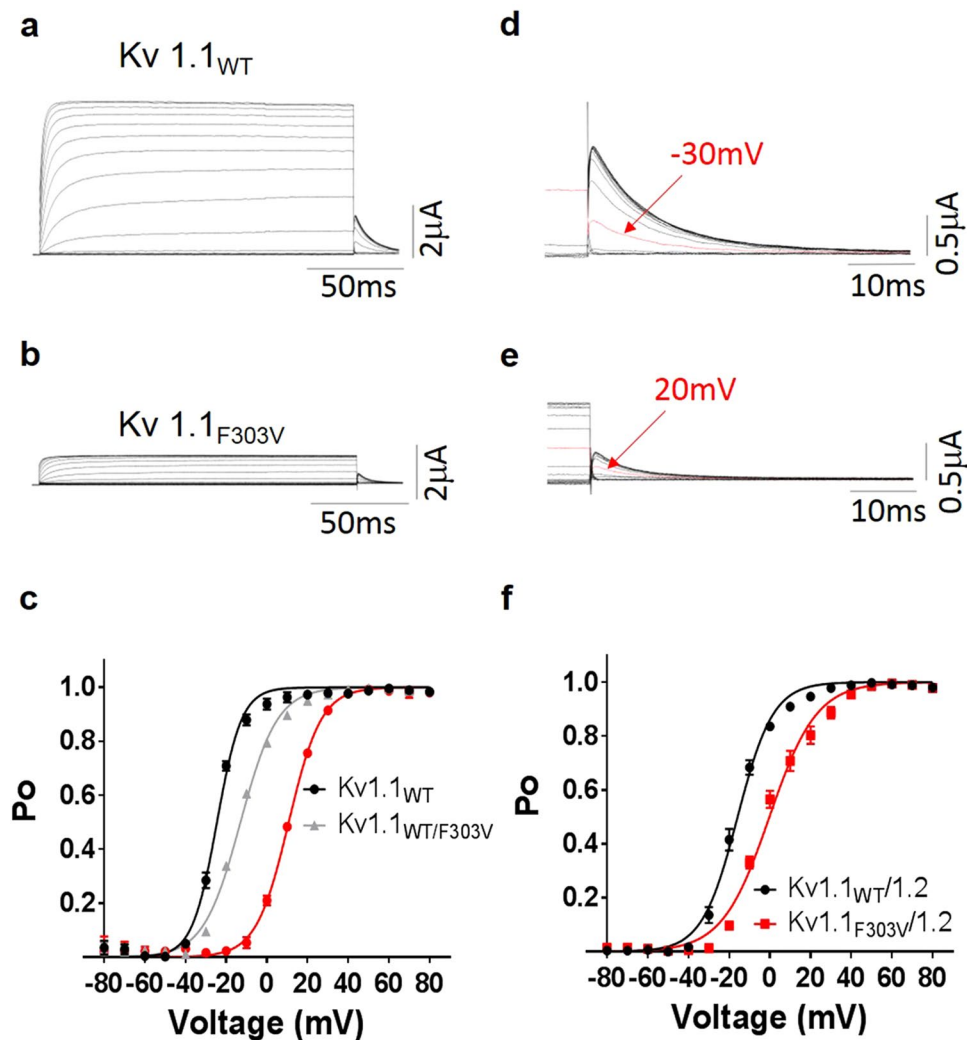 a
Kv 1.1WT
2µA
50ms
d
-30mV
0.5µA
10ms
b
Kv 1.1F303V
2µA
50ms
e
20mV
0.5µA
10ms
c
1.0
0.8
0.6
0.4
0.2
Po
Kv1.1WT
Kv1.1WT/F303V
-80 -60 -40 -20 0 20 40 60 80
Voltage (mV)
f
1.0
0.8
0.6
0.4
0.2
Po
Kv1.1WT/1.2
Kv1.1F303V/1.2
-80 -60 -40 -20 0 20 40 60 80
Voltage (mV)